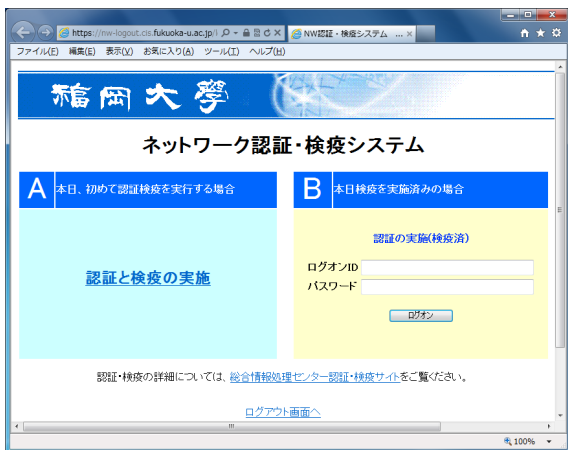 https://nw-logout.cis.fukuoka-u.ac.jp/l
NW認証・検疫システム ...
ファイル(F) 編集(E) 表示(V) お気に入り(A) ツール(T) ヘルプ(H)
福岡大學
ネットワーク認証・検疫システム
A 本日、初めて認証検疫を実行する場合
B 本日検疫を実施済みの場合
認証と検疫の実施
認証の実施(検疫済)
ログオンID
パスワード
ログオン
認証・検疫の詳細については、総合情報処理センター認証・検疫サイトをご覧ください。
ログアウト画面へ
100%